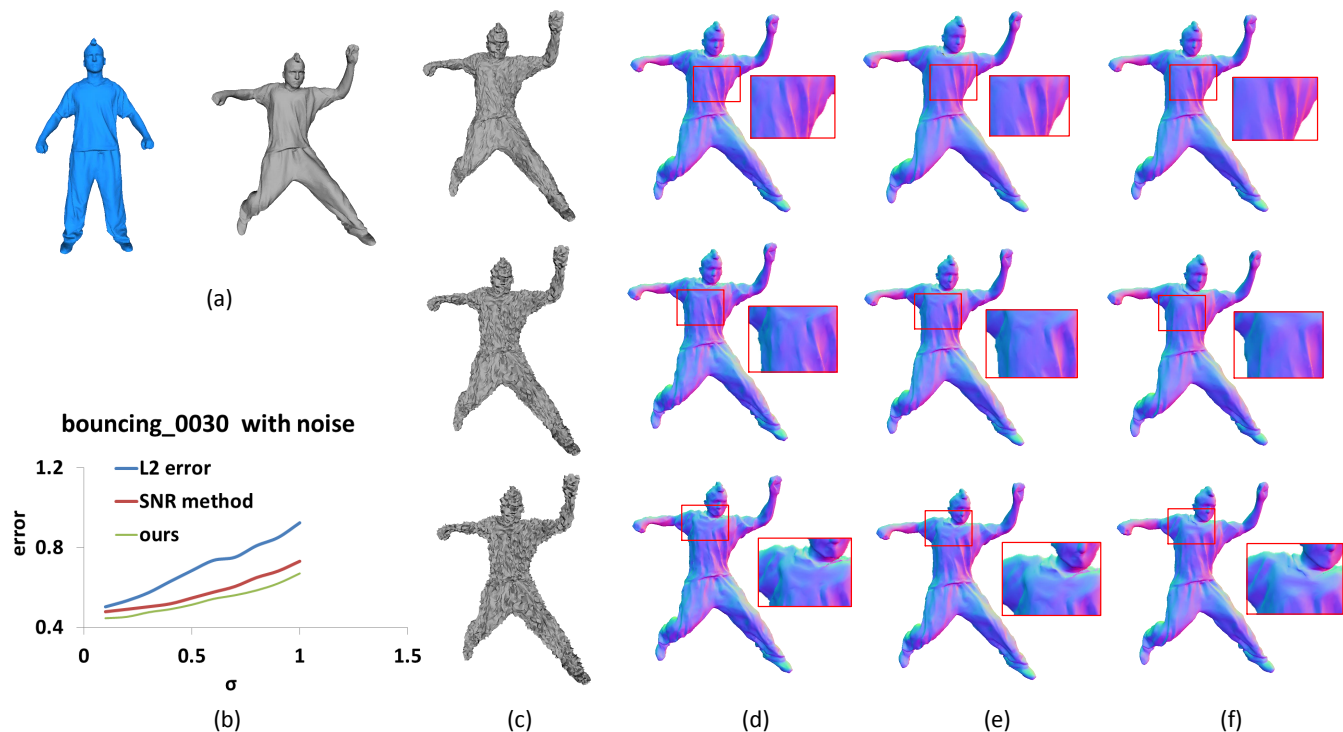 (a)
bouncing_0030 with noise
1.2
0.8
0.4
error
L2 error
SNR method
ours
0
0.5
1
1.5
σ
(b)
(c)
(d)
(e)
(f)